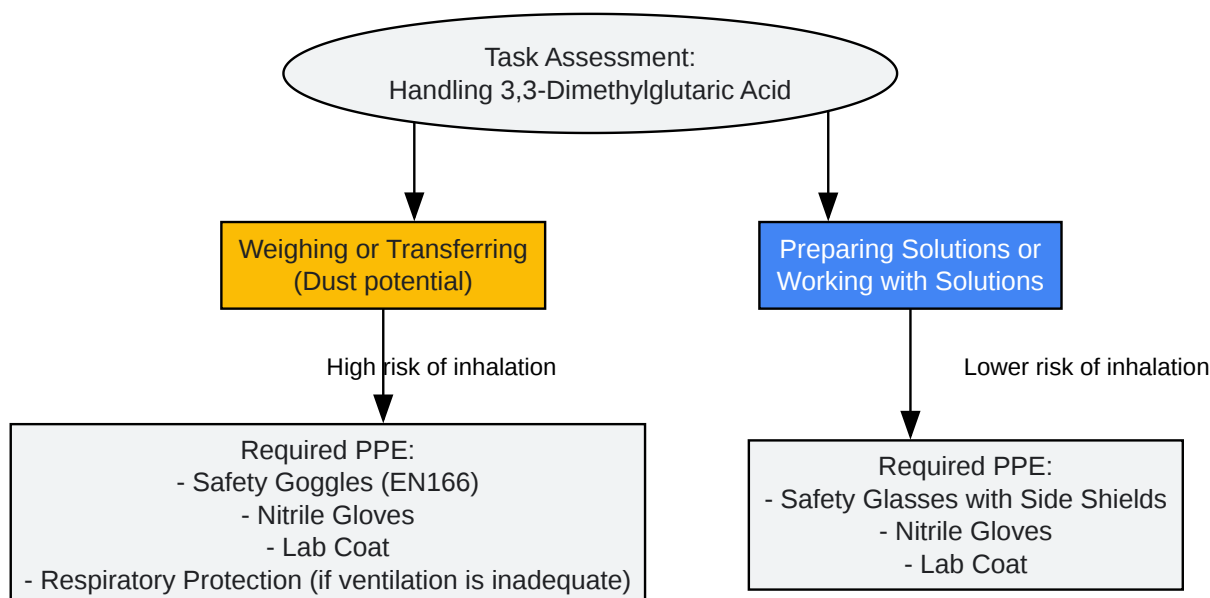 Task Assessment:
Handling 3,3-Dimethylglutaric Acid
Weighing or Transferring
(Dust potential)
Preparing Solutions or
Working with Solutions
High risk of inhalation
Lower risk of inhalation
Required PPE:
- Safety Goggles (EN166)
- Nitrile Gloves
- Lab Coat
- Respiratory Protection (if ventilation is inadequate)
Required PPE:
- Safety Glasses with Side Shields
- Nitrile Gloves
- Lab Coat